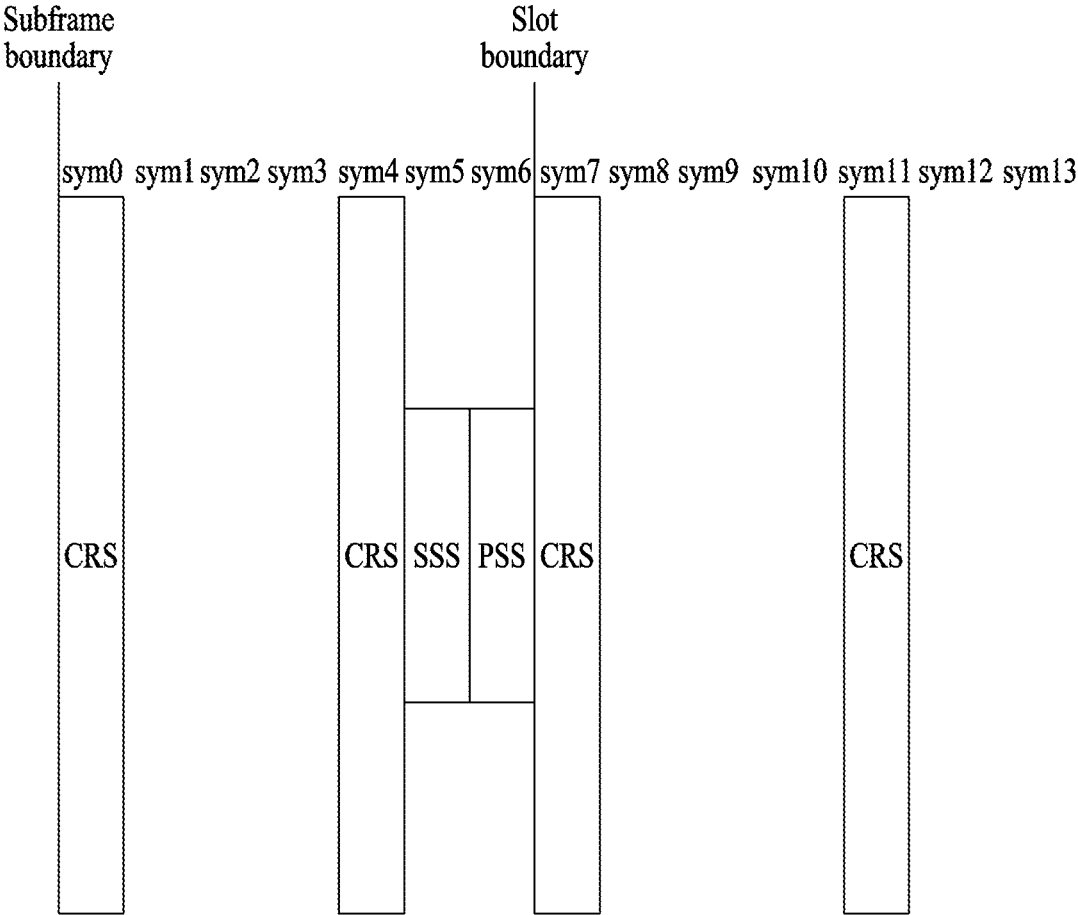 Subframe
boundary
Slot
boundary
sym0 sym1 sym2 sym3 sym4 sym5 sym6 sym7 sym8 sym9 sym10 sym11 sym12 sym13
CRS CRS SSS PSS CRS CRS